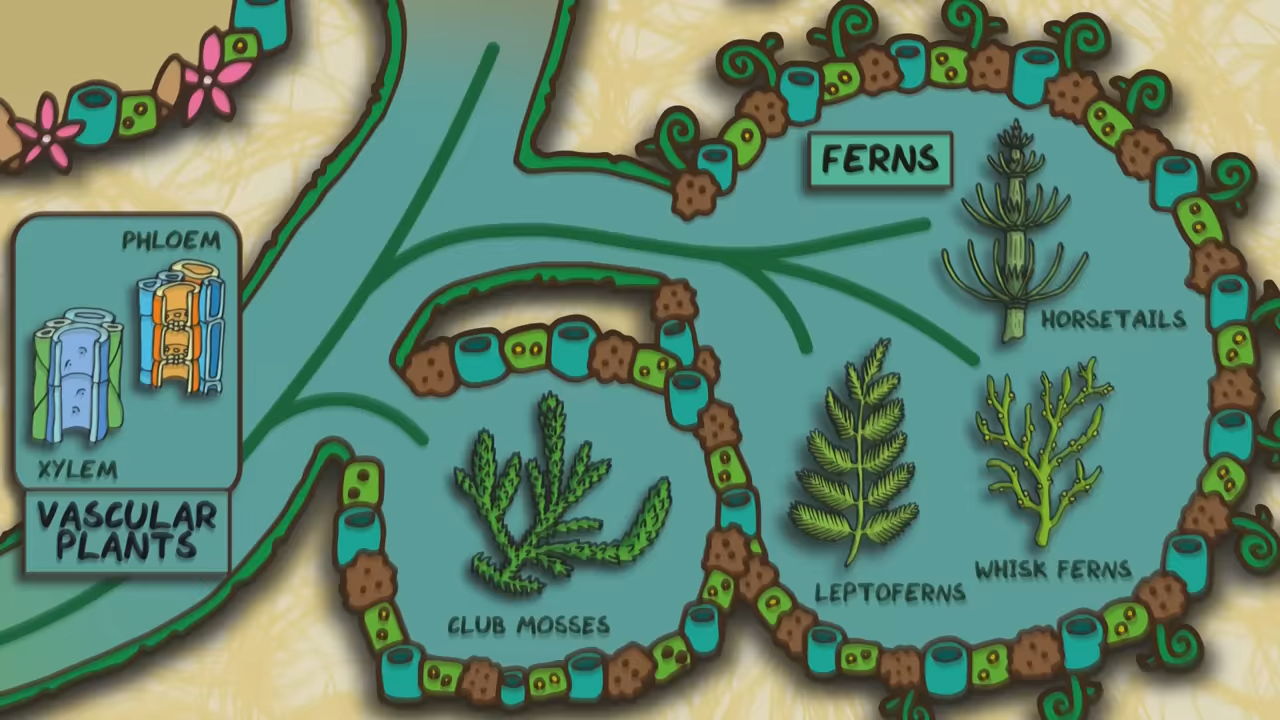 FERNS
PHLOEM
HORSETAILS
XYLEM
VASCULAR
PLANTS
WHISK FERNS
LEPTOFERNS
CLUB MOSSES